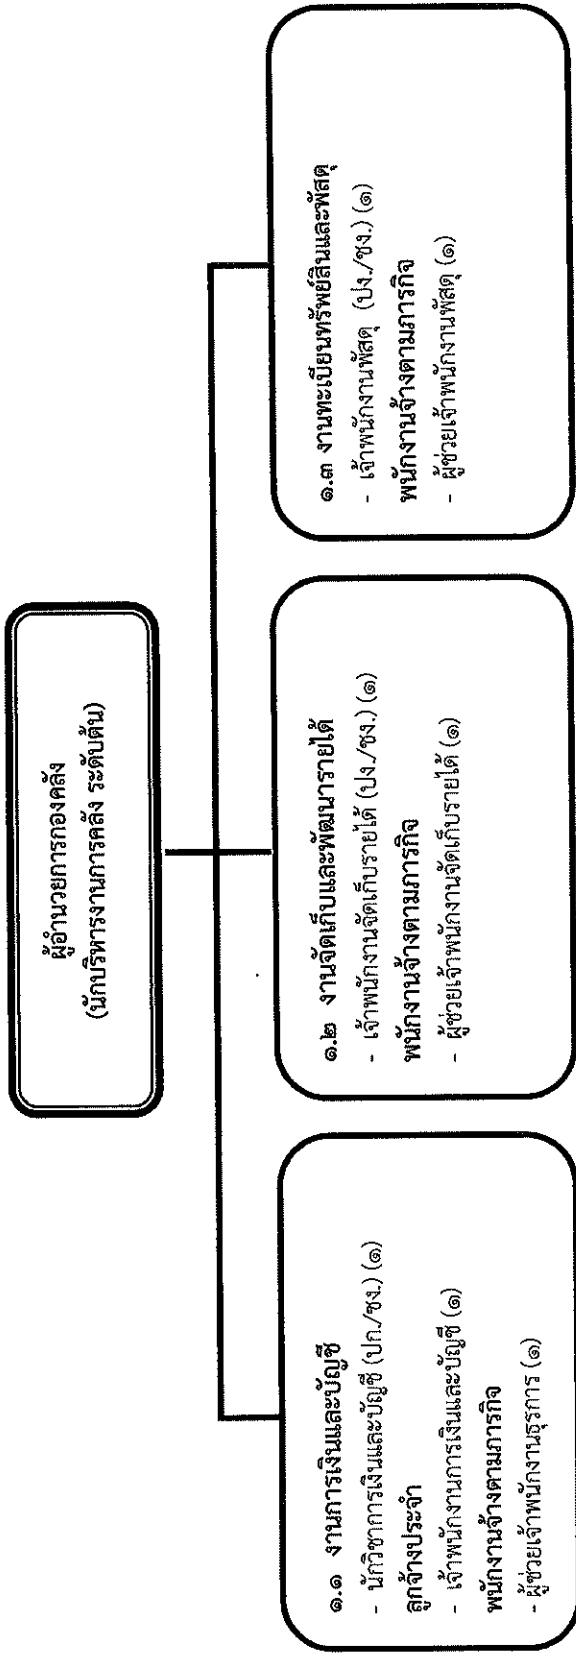 ผู้อำนวยการกองคลัง
(นักบริหารงานการคลัง ระดับต้น)
๑.๑ งานการเงินและบัญชี
- นักวิชาการเงินและบัญชี (ปก./ชง.) (๑)
ลูกจ้างประจำ
- เจ้าพนักงานการเงินและบัญชี (๑)
พนักงานจ้างตามภารกิจ
- ผู้ช่วยเจ้าพนักงานธุรการ (๑)
๑.๒ งานจัดเก็บและพัฒนารายได้
- เจ้าพนักงานจัดเก็บรายได้ (ปง./ชง.) (๑)
พนักงานจ้างตามภารกิจ
- ผู้ช่วยเจ้าพนักงานจัดเก็บรายได้ (๑)
๑.๓ งานทะเบียนทรัพย์สินและพัสดุ
- เจ้าพนักงานพัสดุ (ปง./ชง.) (๑)
พนักงานจ้างตามภารกิจ
- ผู้ช่วยเจ้าพนักงานพัสดุ (๑)